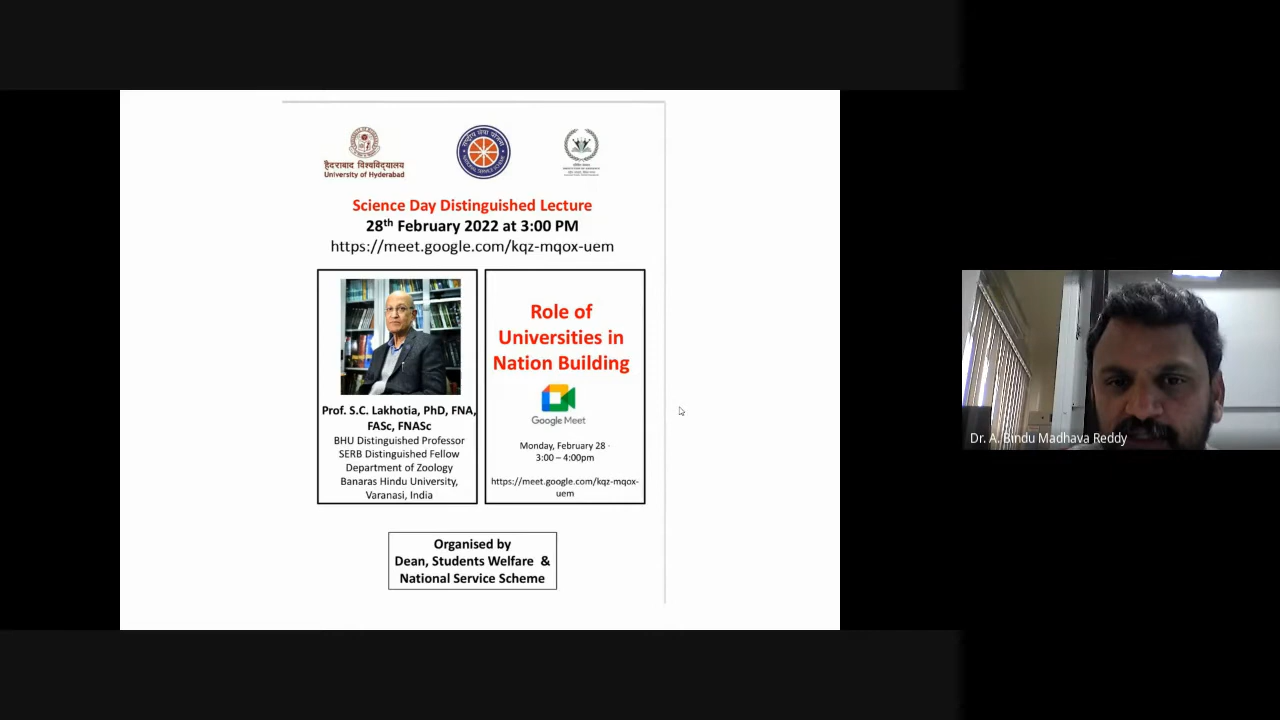 हैदराबाद विश्वविद्यालय
University of Hyderabad
Science Day Distinguished Lecture
28th February 2022 at 3:00 PM
https://meet.google.com/kqz-mqox-uem
Prof. S.C. Lakhotia, PhD, FNA,
FASc, FNASc
BHU Distinguished Professor
SERB Distinguished Fellow
Department of Zoology
Banaras Hindu University,
Varanasi, India
Role of
Universities in
Nation Building
Google Meet
Monday, February 28 ·
3:00 – 4:00pm
https://meet.google.com/kqz-mqox-
uem
Organised by
Dean, Students Welfare &
National Service Scheme
Dr. A. Bindu Madhava Reddy